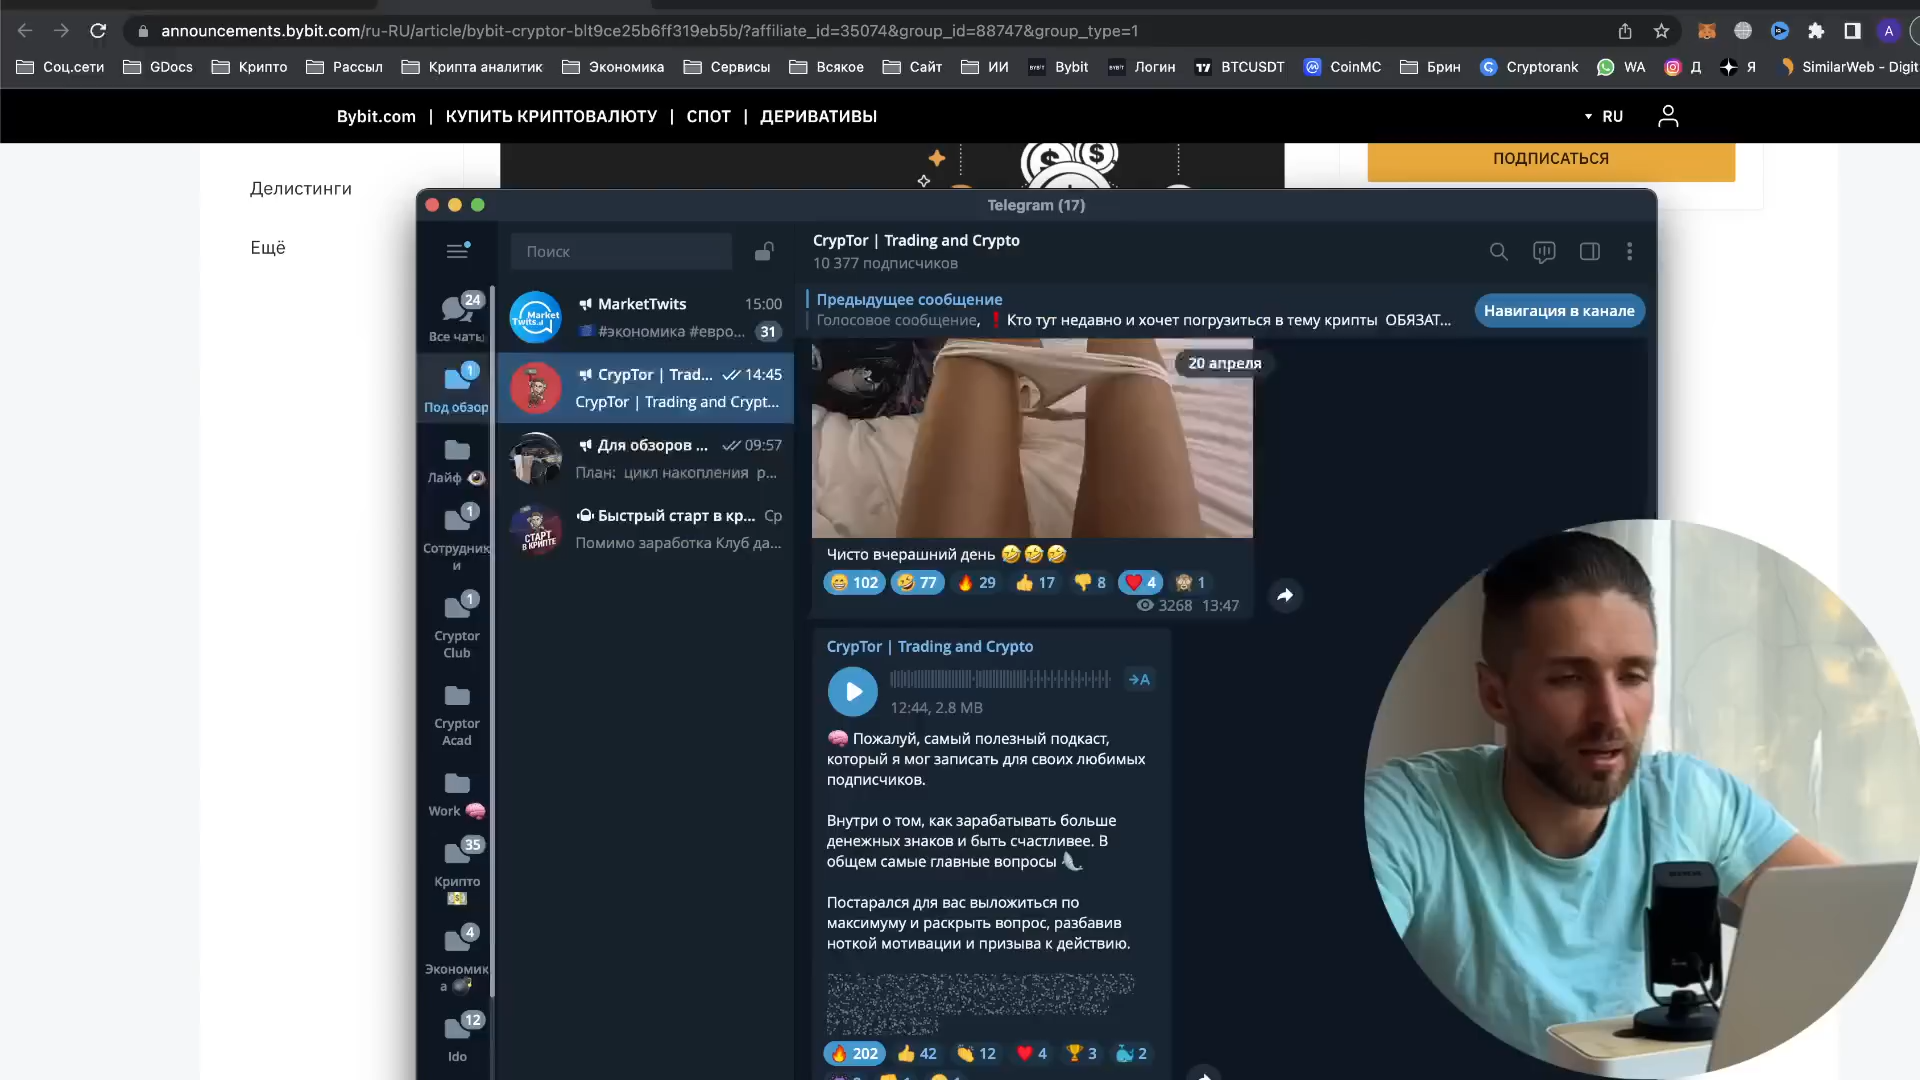 announcements.bybit.com/ru-RU/article/bybit-cryptor-blt9ce25b6ff319eb5b/?affiliate_id=35074&group_id=88747&group_type=1
A
Соц.сети GDocs Крипто Рассыл Крипта аналитик Экономика Сервисы Всякое Сайт ИИ Bybit Логин BTCUSDT CoinMC Брин Cryptorank WA Д Я SimilarWeb - Digit
Bybit.com | КУПИТЬ КРИПТОВАЛЮТУ | СПОТ | ДЕРИВАТИВЫ
RU
Делистинги
Ещё
ПОДПИСАТЬСЯ
Telegram (17)
24
Все чаты
1
Под обзор
Лайф
1
Сотрудник
и
1
Cryptor
Club
Cryptor
Acad
Work
35
Крипто
4
Экономик
а
12
Ido
Поиск
Market
Twits
MarketTwits 15:00
#экономика #евро... 31
CrypTor | Trad... 14:45
CrypTor | Trading and Crypt...
Для обзоров ... 09:57
План: цикл накопления р...
СТАРТ
В КРИПТЕ
Быстрый старт в кр... Ср
Помимо заработка Клуб да...
CrypTor | Trading and Crypto
10 377 подписчиков
Предыдущее сообщение
Голосовое сообщение, ❗ Кто тут недавно и хочет погрузиться в тему крипты ОБЯЗАТ...
Навигация в канале
20 апреля
Чисто вчерашний день 🤣🤣🤣
😁 102 🤣 77 🔥 29 👍 17 👎 8 ❤️ 4 🙈 1
3268 13:47
CrypTor | Trading and Crypto
→A
12:44, 2.8 MB
🧠 Пожалуй, самый полезный подкаст,
который я мог записать для своих любимых
подписчиков.
Внутри о том, как зарабатывать больше
денежных знаков и быть счастливее. В
общем самые главные вопросы
Постарался для вас выложиться по
максимуму и раскрыть вопрос, разбавив
ноткой мотивации и призыва к действию.
🔥 202 👍 42 👏 12 ❤️ 4 🏆 3 🐳 2